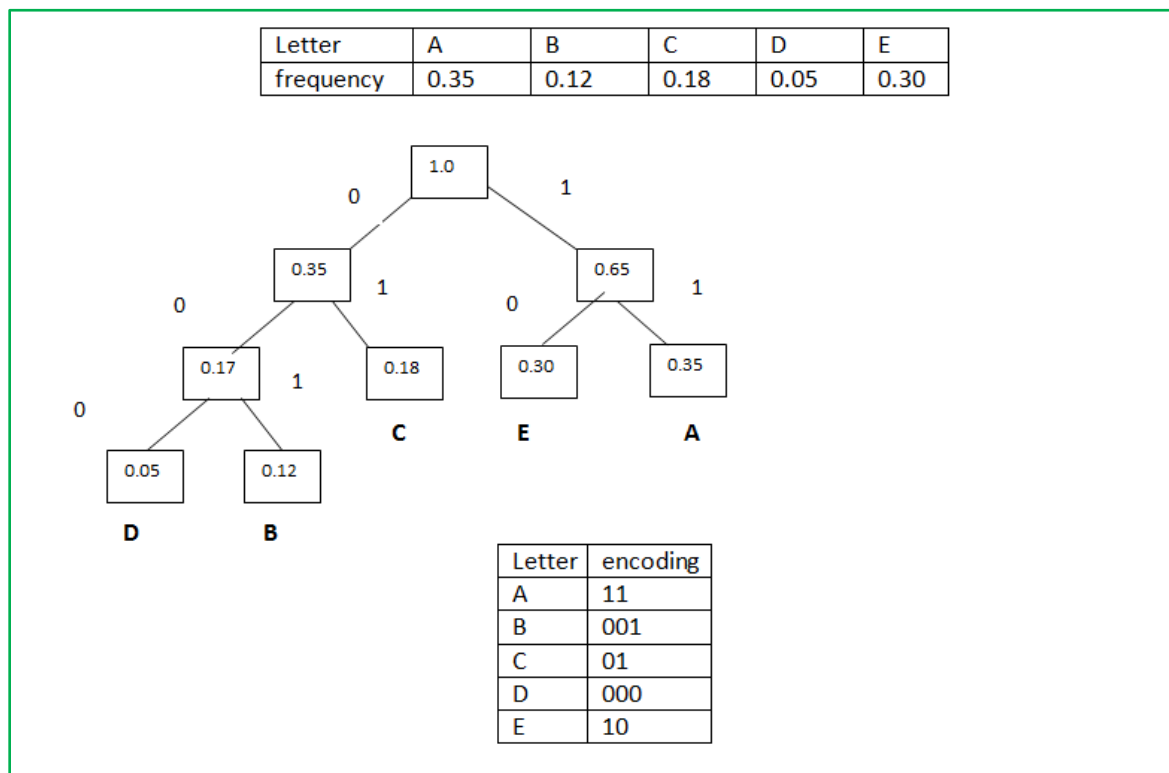 Letter A B C D E
frequency 0.35 0.12 0.18 0.05 0.30
1.0
0 1
0.35 0.65
0 1 0 1
0.17 0.18 0.30 0.35
0 1
C E A
0.05 0.12
D B
Letter encoding
A 11
B 001
C 01
D 000
E 10